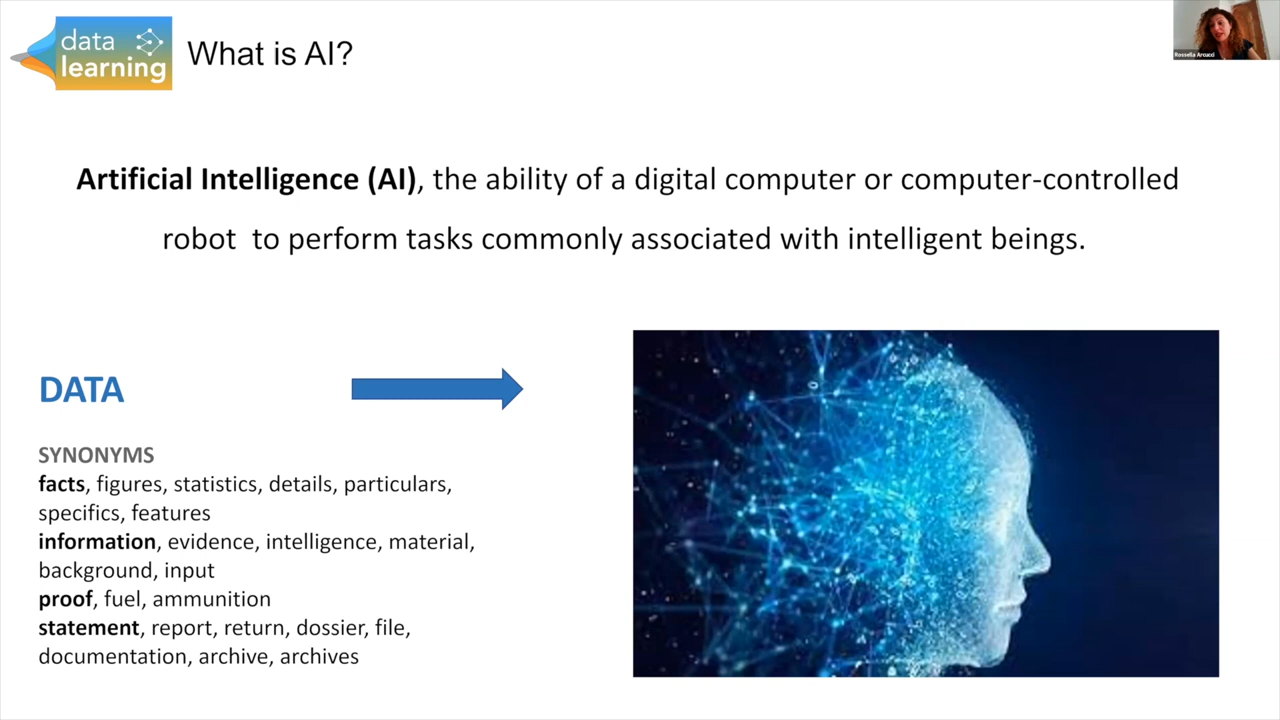 data
learning
What is AI?
Rossella Arcucci
Artificial Intelligence (AI), the ability of a digital computer or computer-controlled
robot to perform tasks commonly associated with intelligent beings.
DATA
SYNONYMS
facts, figures, statistics, details, particulars,
specifics, features
information, evidence, intelligence, material,
background, input
proof, fuel, ammunition
statement, report, return, dossier, file,
documentation, archive, archives